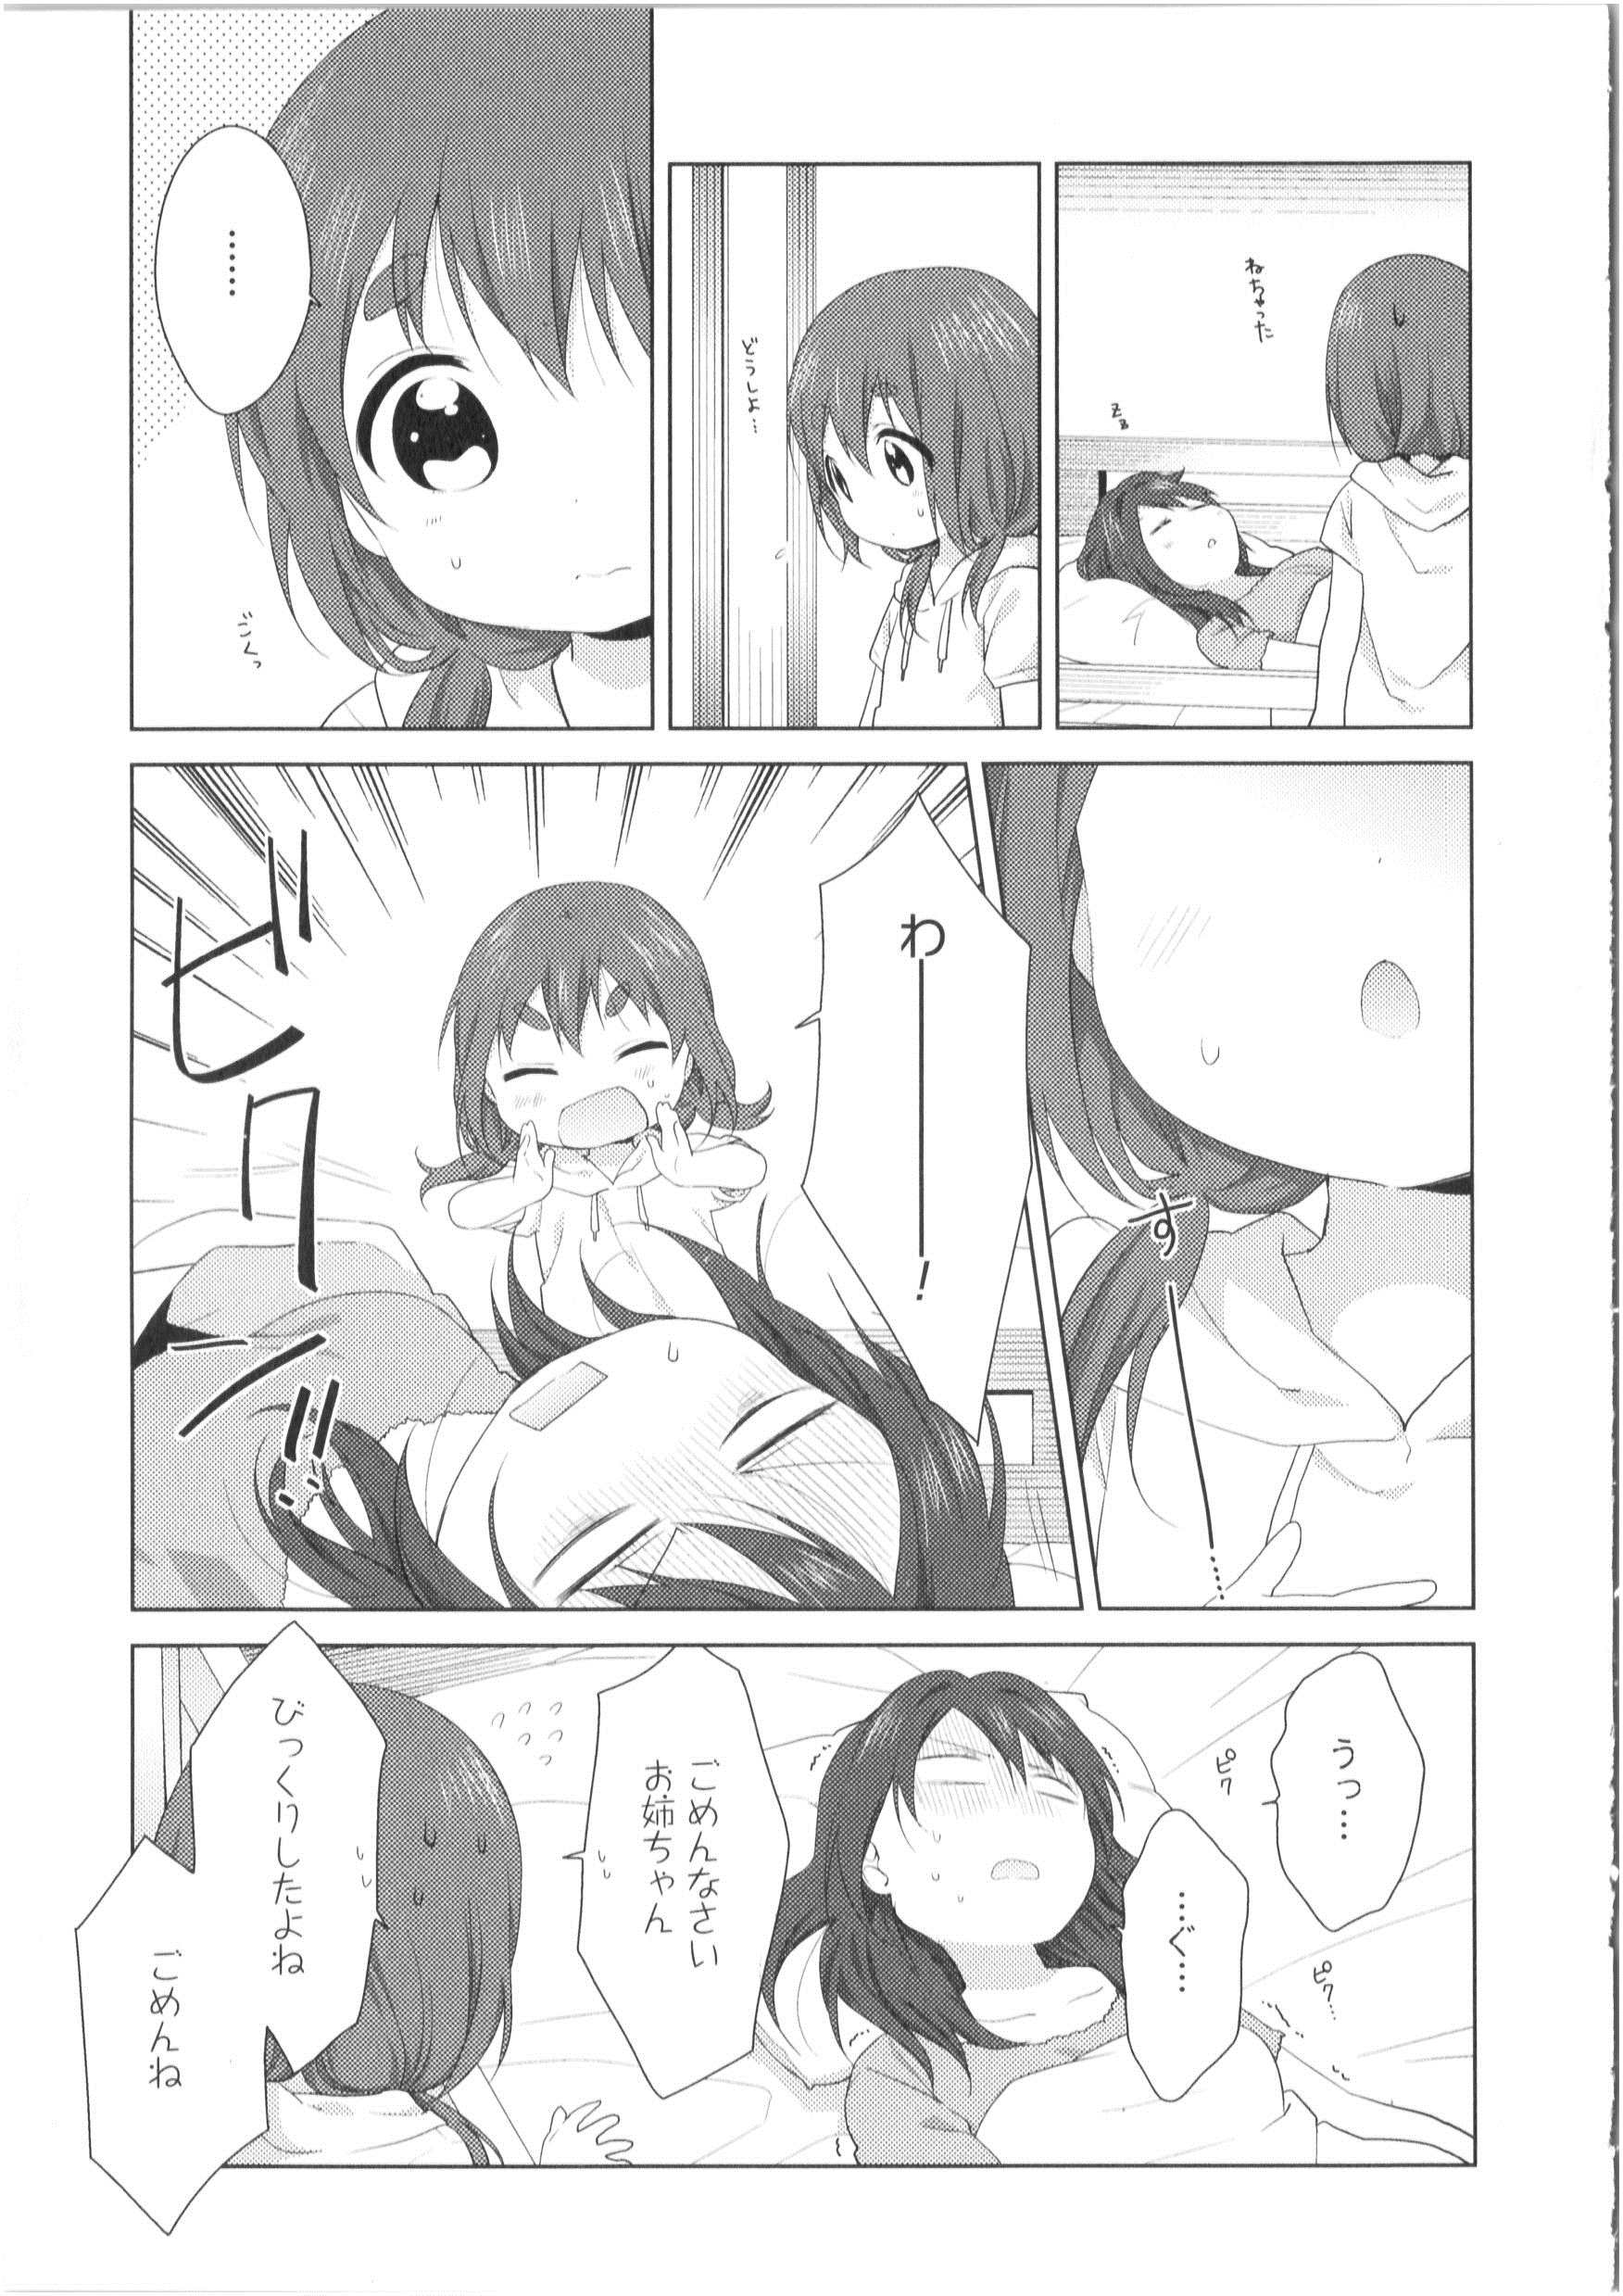 ねちゃった
zz
どうしよ…
……
ごくっ
す――……
わ――!
ビクンッ!!
うっ…
ピク
……ぐ……
ピク…
ごめんなさい
お姉ちゃん
びっくりしたよね
ごめんね